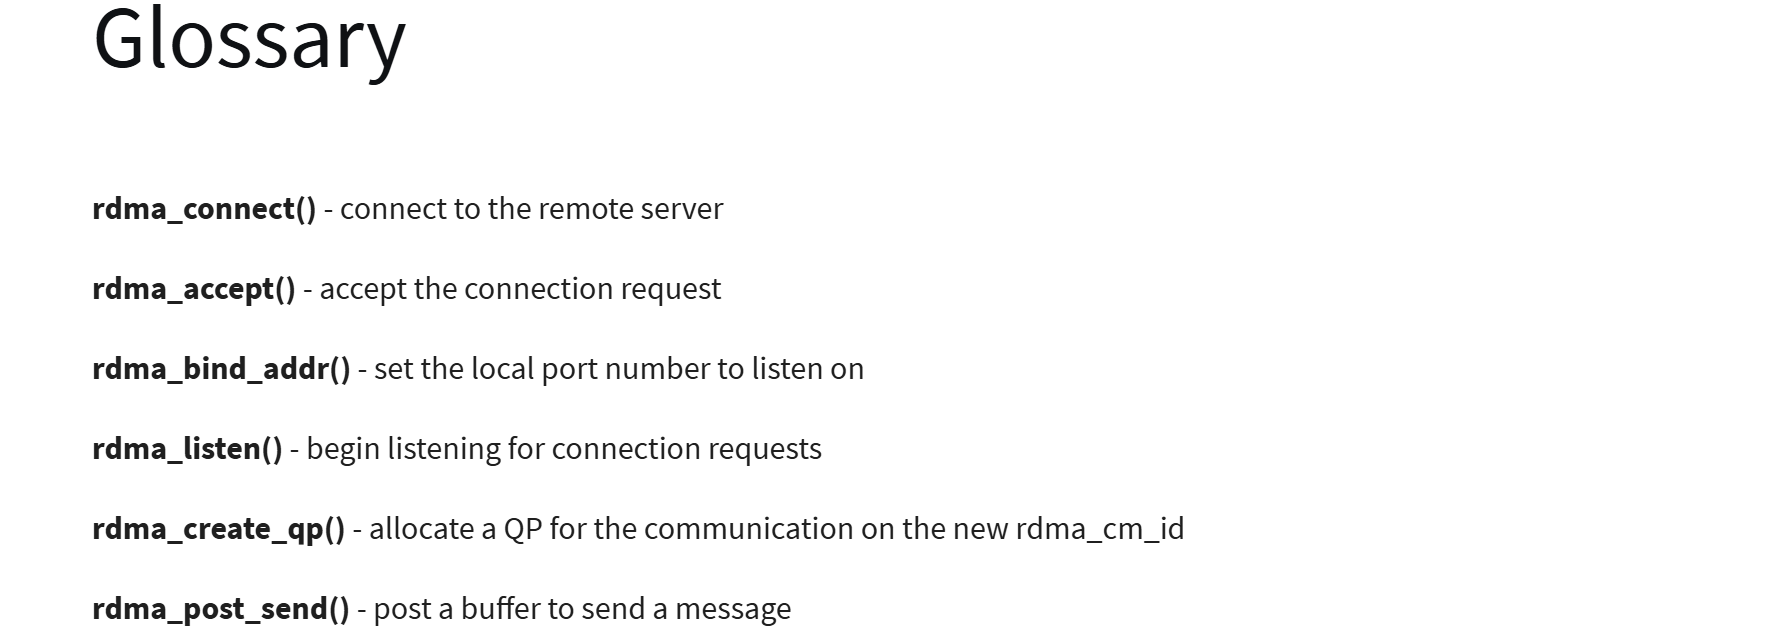 Glossary
rdma_connect() - connect to the remote server
rdma_accept() - accept the connection request
rdma_bind_addr() - set the local port number to listen on
rdma_listen() - begin listening for connection requests
rdma_create_qp() - allocate a QP for the communication on the new rdma_cm_id
rdma_post_send() - post a buffer to send a message